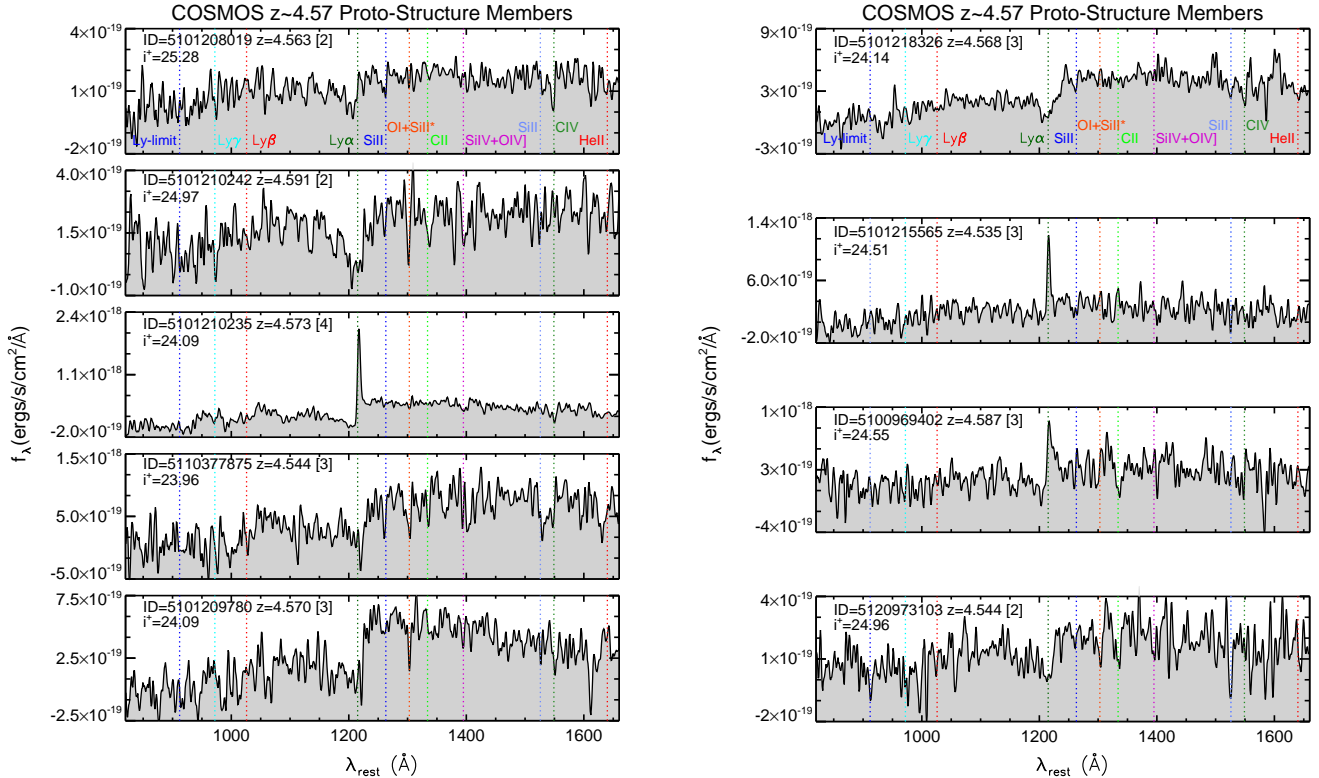 COSMOS z~4.57 Proto-Structure Members
4×10⁻¹⁹
1×10⁻¹⁹
-2×10⁻¹⁹
ID=5101208019 z=4.563 [2]
i⁺=25.28
Ly-limit Lyγ Lyβ Lyα SiII OI+SiII* CII SiIV+OIV] SiII CIV HeII
4.0×10⁻¹⁹
1.5×10⁻¹⁹
-1.0×10⁻¹⁹
ID=5101210242 z=4.591 [2]
i⁺=24.97
2.4×10⁻¹⁸
1.1×10⁻¹⁸
-2.0×10⁻¹⁹
ID=5101210235 z=4.573 [4]
i⁺=24.09
1.5×10⁻¹⁸
5.0×10⁻¹⁹
-5.0×10⁻¹⁹
ID=5110377875 z=4.544 [3]
i⁺=23.96
7.5×10⁻¹⁹
2.5×10⁻¹⁹
-2.5×10⁻¹⁹
ID=5101209780 z=4.570 [3]
i⁺=24.09
f_λ(ergs/s/cm²/Å)
1000 1200 1400 1600
λ_rest (Å)
COSMOS z~4.57 Proto-Structure Members
9×10⁻¹⁹
3×10⁻¹⁹
-3×10⁻¹⁹
ID=5101218326 z=4.568 [3]
i⁺=24.14
Ly-limit Lyγ Lyβ Lyα SiII OI+SiII* CII SiIV+OIV] SiII CIV HeII
1.4×10⁻¹⁸
6.0×10⁻¹⁹
-2.0×10⁻¹⁹
ID=5101215565 z=4.535 [3]
i⁺=24.51
1×10⁻¹⁸
3×10⁻¹⁹
-4×10⁻¹⁹
ID=5100969402 z=4.587 [3]
i⁺=24.55
4×10⁻¹⁹
1×10⁻¹⁹
-2×10⁻¹⁹
ID=5120973103 z=4.544 [2]
i⁺=24.96
f_λ(ergs/s/cm²/Å)
1000 1200 1400 1600
λ_rest (Å)